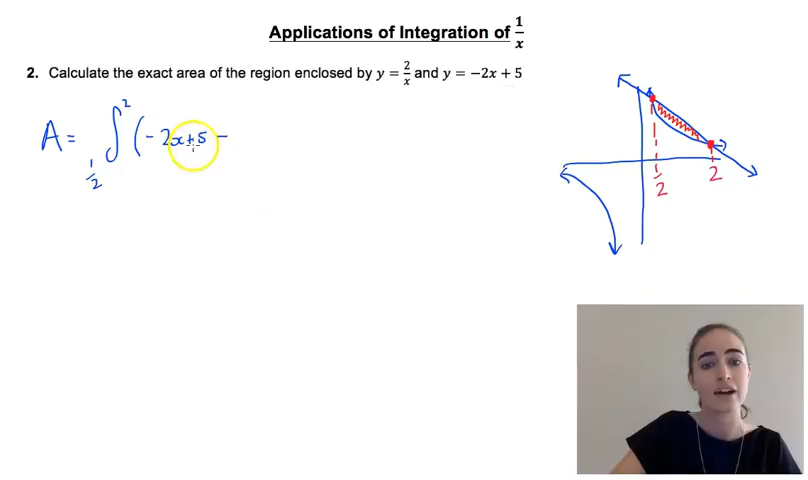 Applications of Integration of 1/x
2. Calculate the exact area of the region enclosed by y = 2/x and y = −2x + 5
A = ∫ 1/2 2 (- 2x+5 -
1/2
2